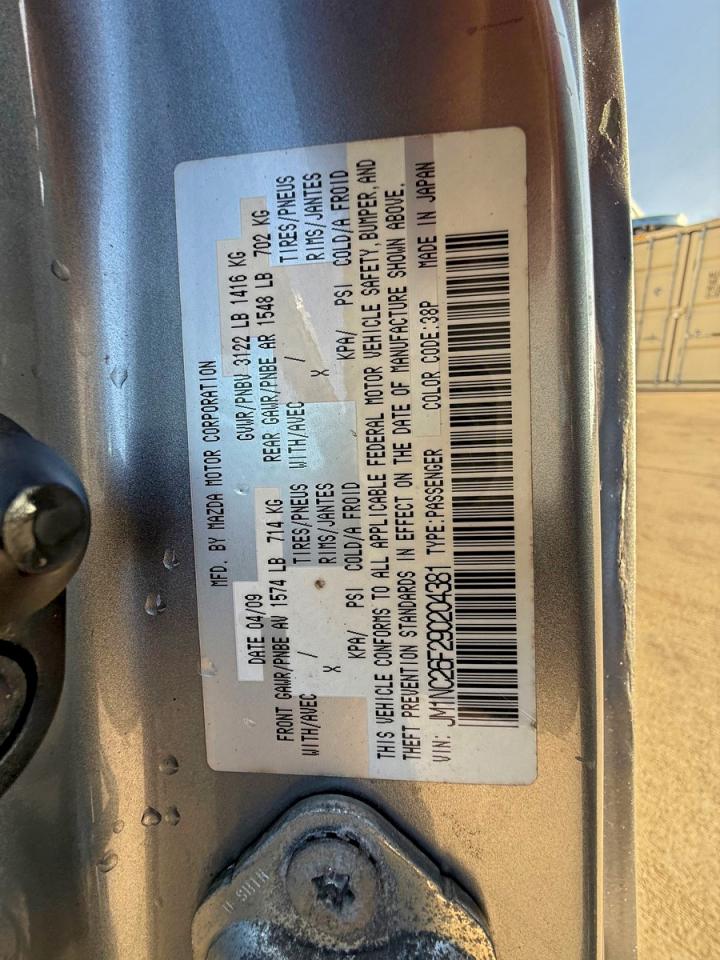 MFD. BY MAZDA MOTOR CORPORATION
DATE 04/09 GVWR/PNBV 3122 LB 1416 KG
FRONT GAWR/PNBE AV 1574 LB 714 KG REAR GAWR/PNBE AR 1548 LB 702 KG
WITH/AVEC / TIRES/PNEUS WITH/AVEC / TIRES/PNEUS
X RIMS/JANTES X RIMS/JANTES
KPA/ PSI COLD/A FROID KPA/ PSI COLD/A FROID
THIS VEHICLE CONFORMS TO ALL APPLICABLE FEDERAL MOTOR VEHICLE SAFETY, BUMPER, AND
THEFT PREVENTION STANDARDS IN EFFECT ON THE DATE OF MANUFACTURE SHOWN ABOVE.
VIN: JM1NC26F290204381 TYPE:PASSENGER COLOR CODE:38P MADE IN JAPAN